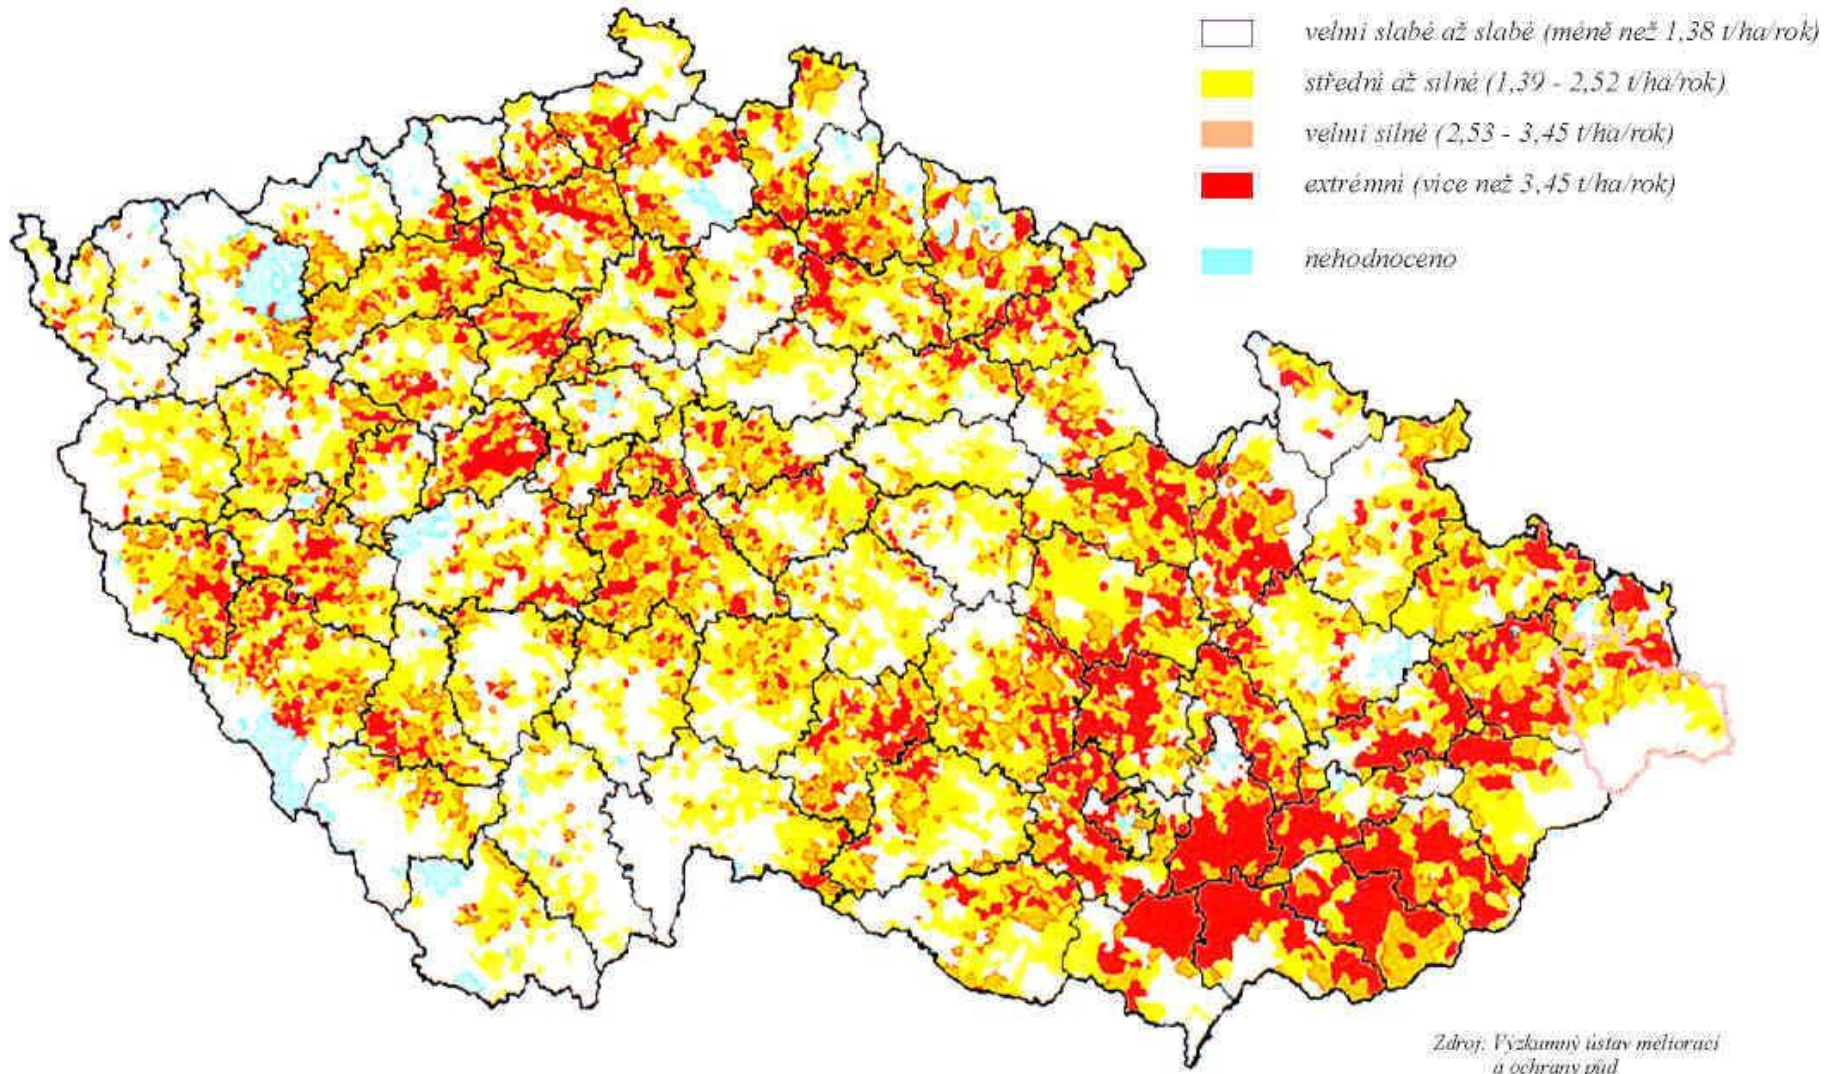 velmi slabé až slabé (méně než 1,38 t/ha/rok)
střední až silné (1,39 - 2,52 t/ha/rok)
velmi silné (2,53 - 3,45 t/ha/rok)
extrémní (více než 3,45 t/ha/rok)
nehodnoceno
Zdroj: Výzkumný ústav meliorací
a ochrany půd